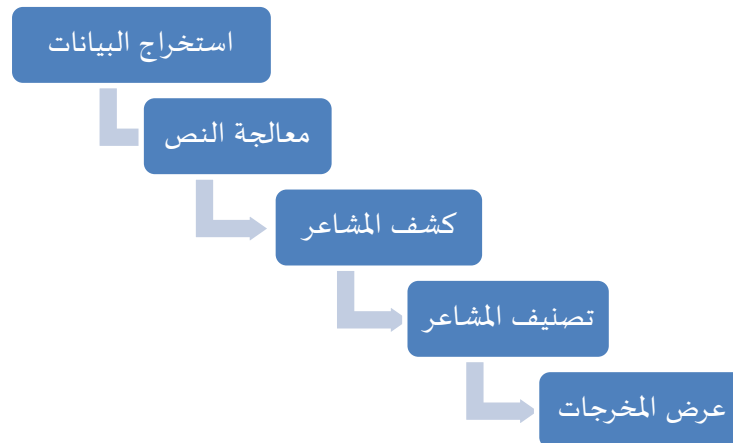 استخراج البيانات
معالجة النص
كشف المشاعر
تصنيف المشاعر
عرض المخرجات